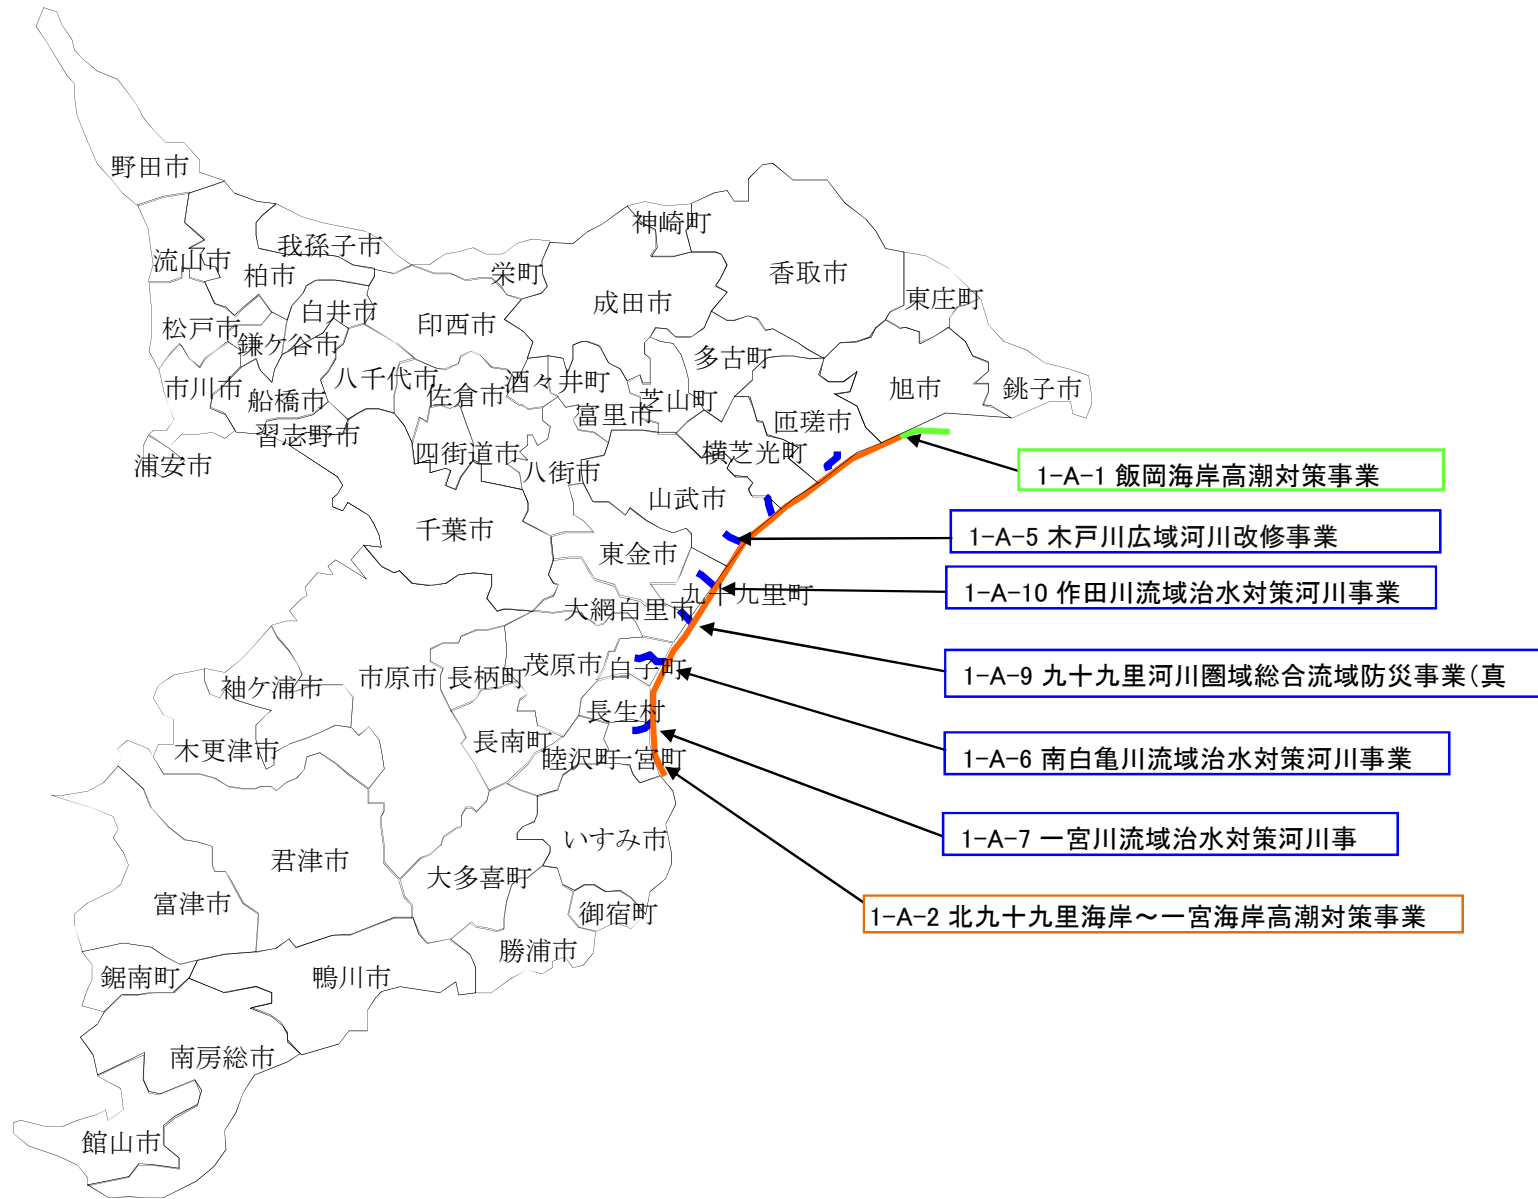 野田市
神崎町
我孫子市
流山市
柏市
栄町
香取市
成田市
東庄町
白井市
松戸市
印西市
鎌ケ谷市
多古町
八千代市
酒々井町
市川市
佐倉市
旭市
銚子市
船橋市
芝山町
富里市
匝瑳市
習志野市
四街道市
横芝光町
浦安市
八街市
1-A-1 飯岡海岸高潮対策事業
山武市
千葉市
1-A-5 木戸川広域河川改修事業
東金市
1-A-10 作田川流域治水対策河川事業
九十九里町
大網白里市
茂原市
白子町
1-A-9 九十九里河川圏域総合流域防災事業(真
市原市
長柄町
袖ケ浦市
長生村
長南町
木更津市
睦沢町
一宮町
1-A-6 南白亀川流域治水対策河川事業
いすみ市
1-A-7 一宮川流域治水対策河川事
君津市
大多喜町
富津市
御宿町
1-A-2 北九十九里海岸～一宮海岸高潮対策事業
勝浦市
鋸南町
鴨川市
南房総市
館山市